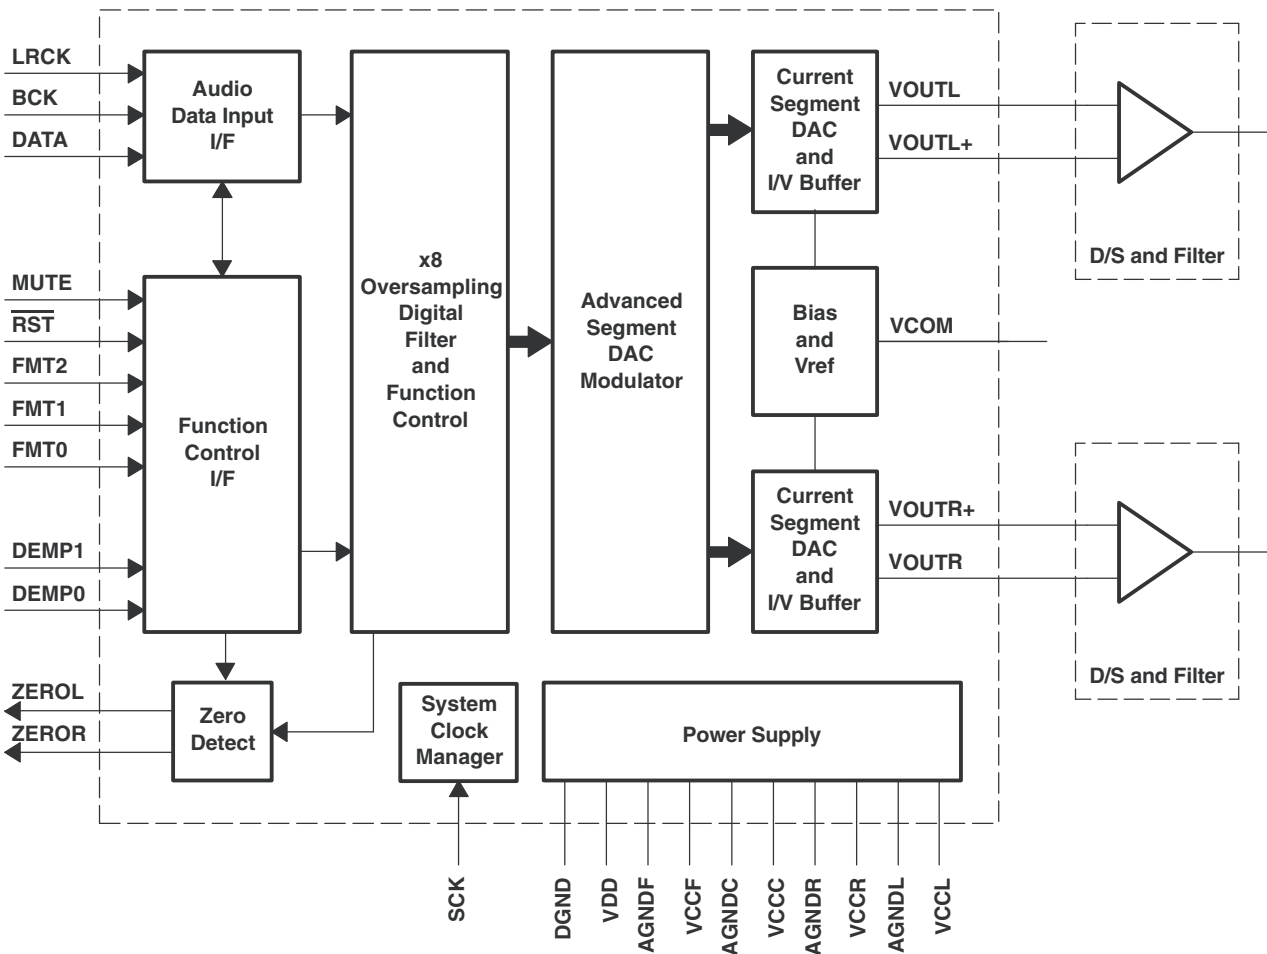 LRCK
BCK
DATA
Audio
Data Input
I/F
MUTE
RST
FMT2
FMT1
FMT0
DEMP1
DEMP0
Function
Control
I/F
x8
Oversampling
Digital
Filter
and
Function
Control
Advanced
Segment
DAC
Modulator
Current
Segment
DAC
and
I/V Buffer
VOUTL
VOUTL+
D/S and Filter
Bias
and
Vref
VCOM
Current
Segment
DAC
and
I/V Buffer
VOUTR+
VOUTR
D/S and Filter
ZEROL
ZEROR
Zero
Detect
System
Clock
Manager
Power Supply
SCK
DGND
VDD
AGNDF
VCCF
AGNDC
VCCC
AGNDR
VCCR
AGNDL
VCCL